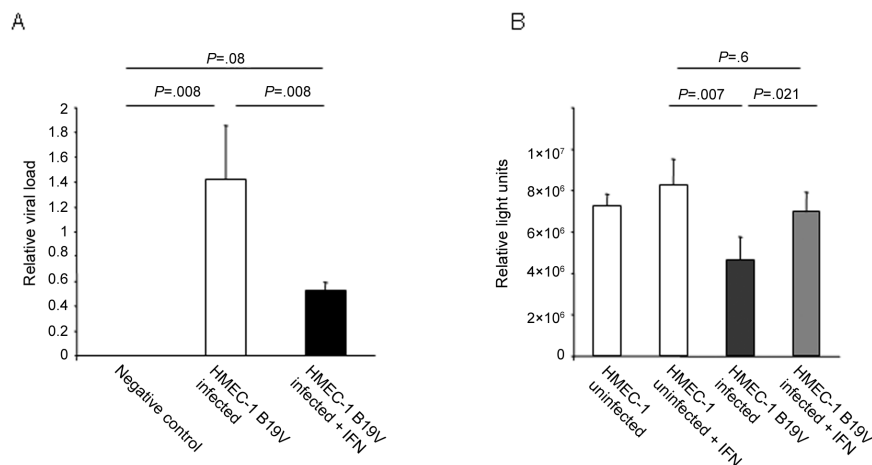 A
P=.08
P=.008
P=.008
2
1.8
1.6
1.4
1.2
1
0.8
0.6
0.4
0.2
0
Relative viral load
Negative control
HMEC-1 B19V
infected
HMEC-1 B19V
infected + IFN
B
P=.6
P=.007
P=.021
1×10⁷
8×10⁶
6×10⁶
4×10⁶
2×10⁶
0
Relative light units
HMEC-1
uninfected
HMEC-1
uninfected + IFN
HMEC-1 B19V
infected
HMEC-1 B19V
infected + IFN